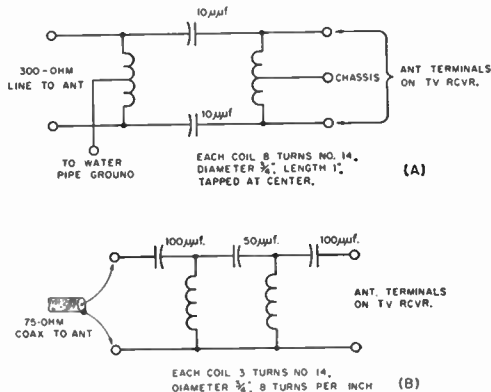 10µµf
300-OHM
LINE TO ANT
CHASSIS
ANT TERMINALS
ON TV RCVR.
10µµf
TO WATER
PIPE GROUND
EACH COIL 8 TURNS NO. 14.
DIAMETER 3/4", LENGTH 1".
TAPPED AT CENTER.
(A)
100µµf.
50µµf.
100µµf.
ANT. TERMINALS
ON TV RCVR.
75-OHM
COAX TO ANT
EACH COIL 3 TURNS NO 14.
DIAMETER 3/4", 8 TURNS PER INCH
(B)